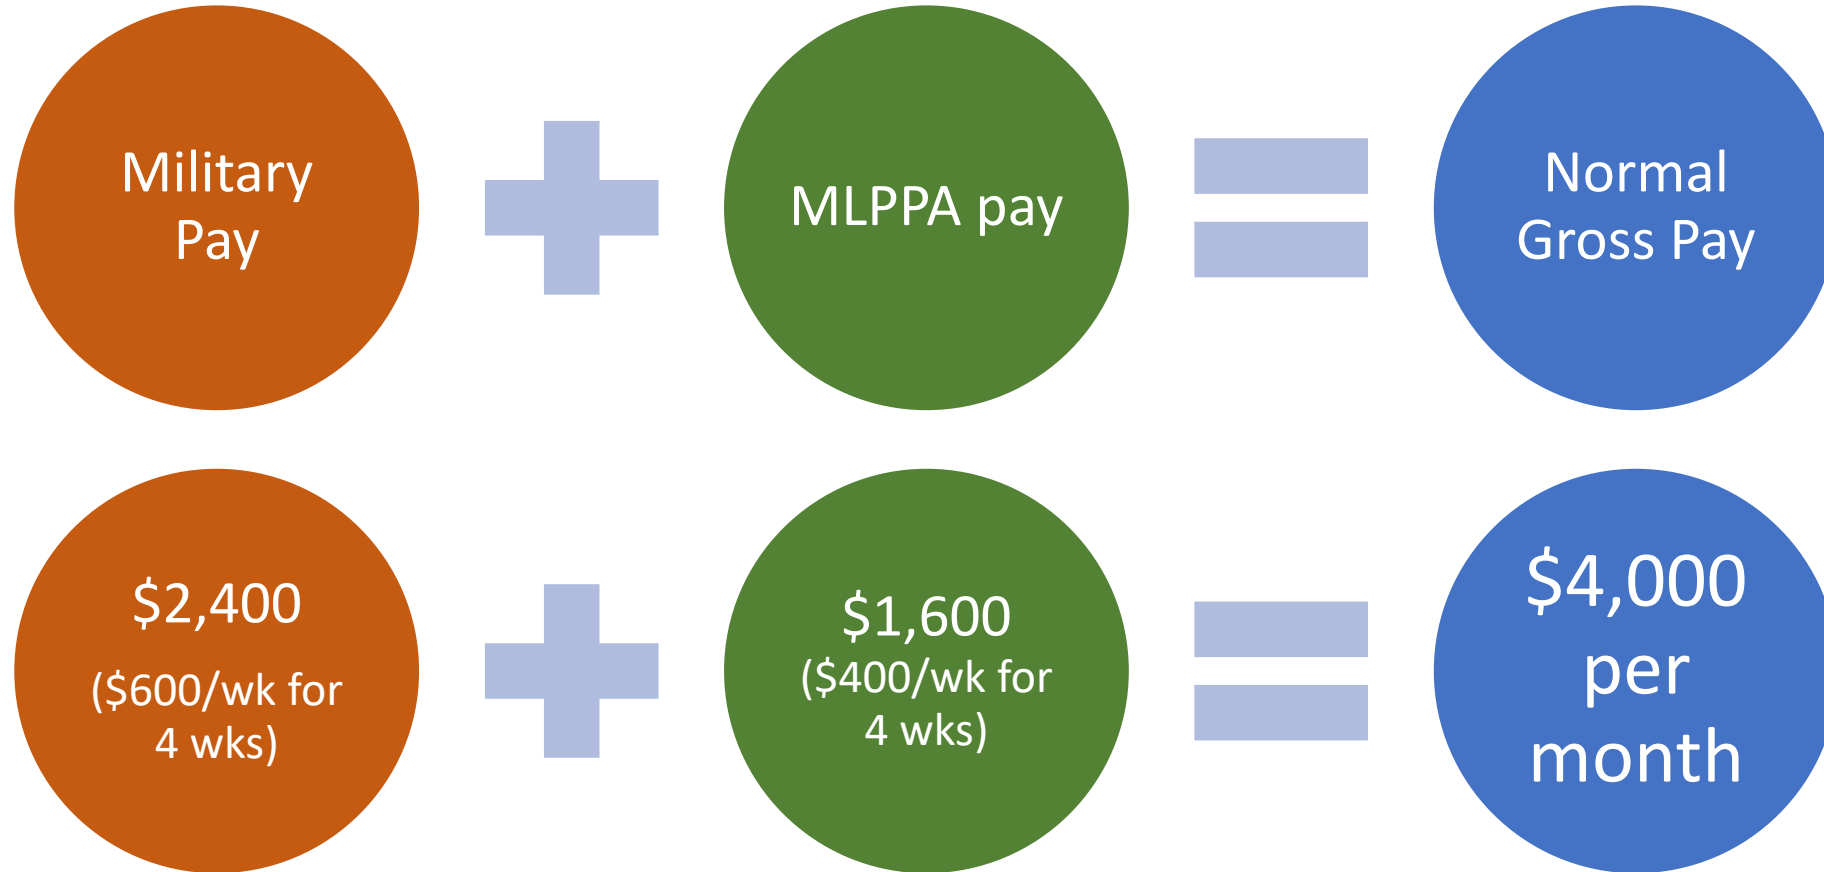 Military
Pay
MLPPA pay
Normal
Gross Pay
$2,400
($600/wk for
4 wks)
$1,600
($400/wk for
4 wks)
$4,000
per
month